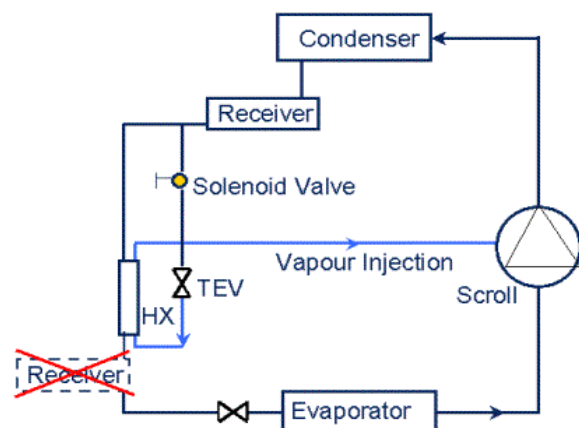 Condenser
Receiver
Solenoid Valve
Vapour Injection
TEV
Scroll
HX
Receiver
Evaporator